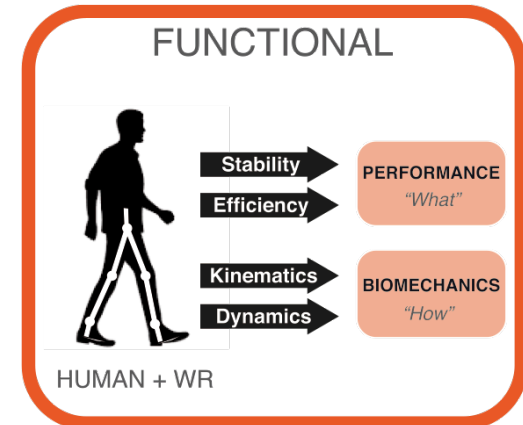 FUNCTIONAL
Stability
Efficiency
PERFORMANCE
"What"
Kinematics
Dynamics
BIOMECHANICS
"How"
HUMAN + WR